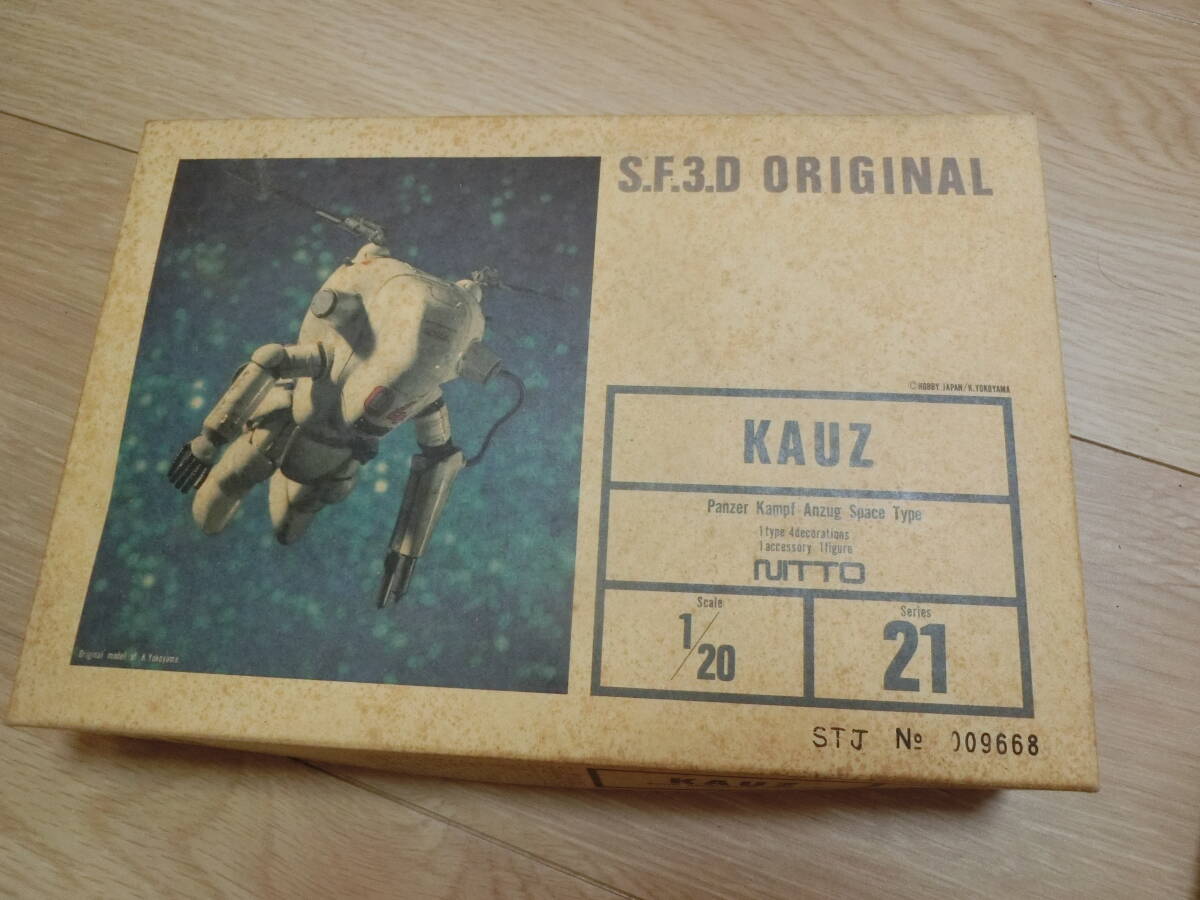 S.F.3.D ORIGINAL
©HOBBY JAPAN/K.YOKOYAMA
KAUZ
Panzer Kampf Anzug Space Type
1type 4decorations
1accessory 1figure
NITTO
Scale
1/20
Series
21
Original model of K.Yokoyama
STJ № 009668
KAUZ